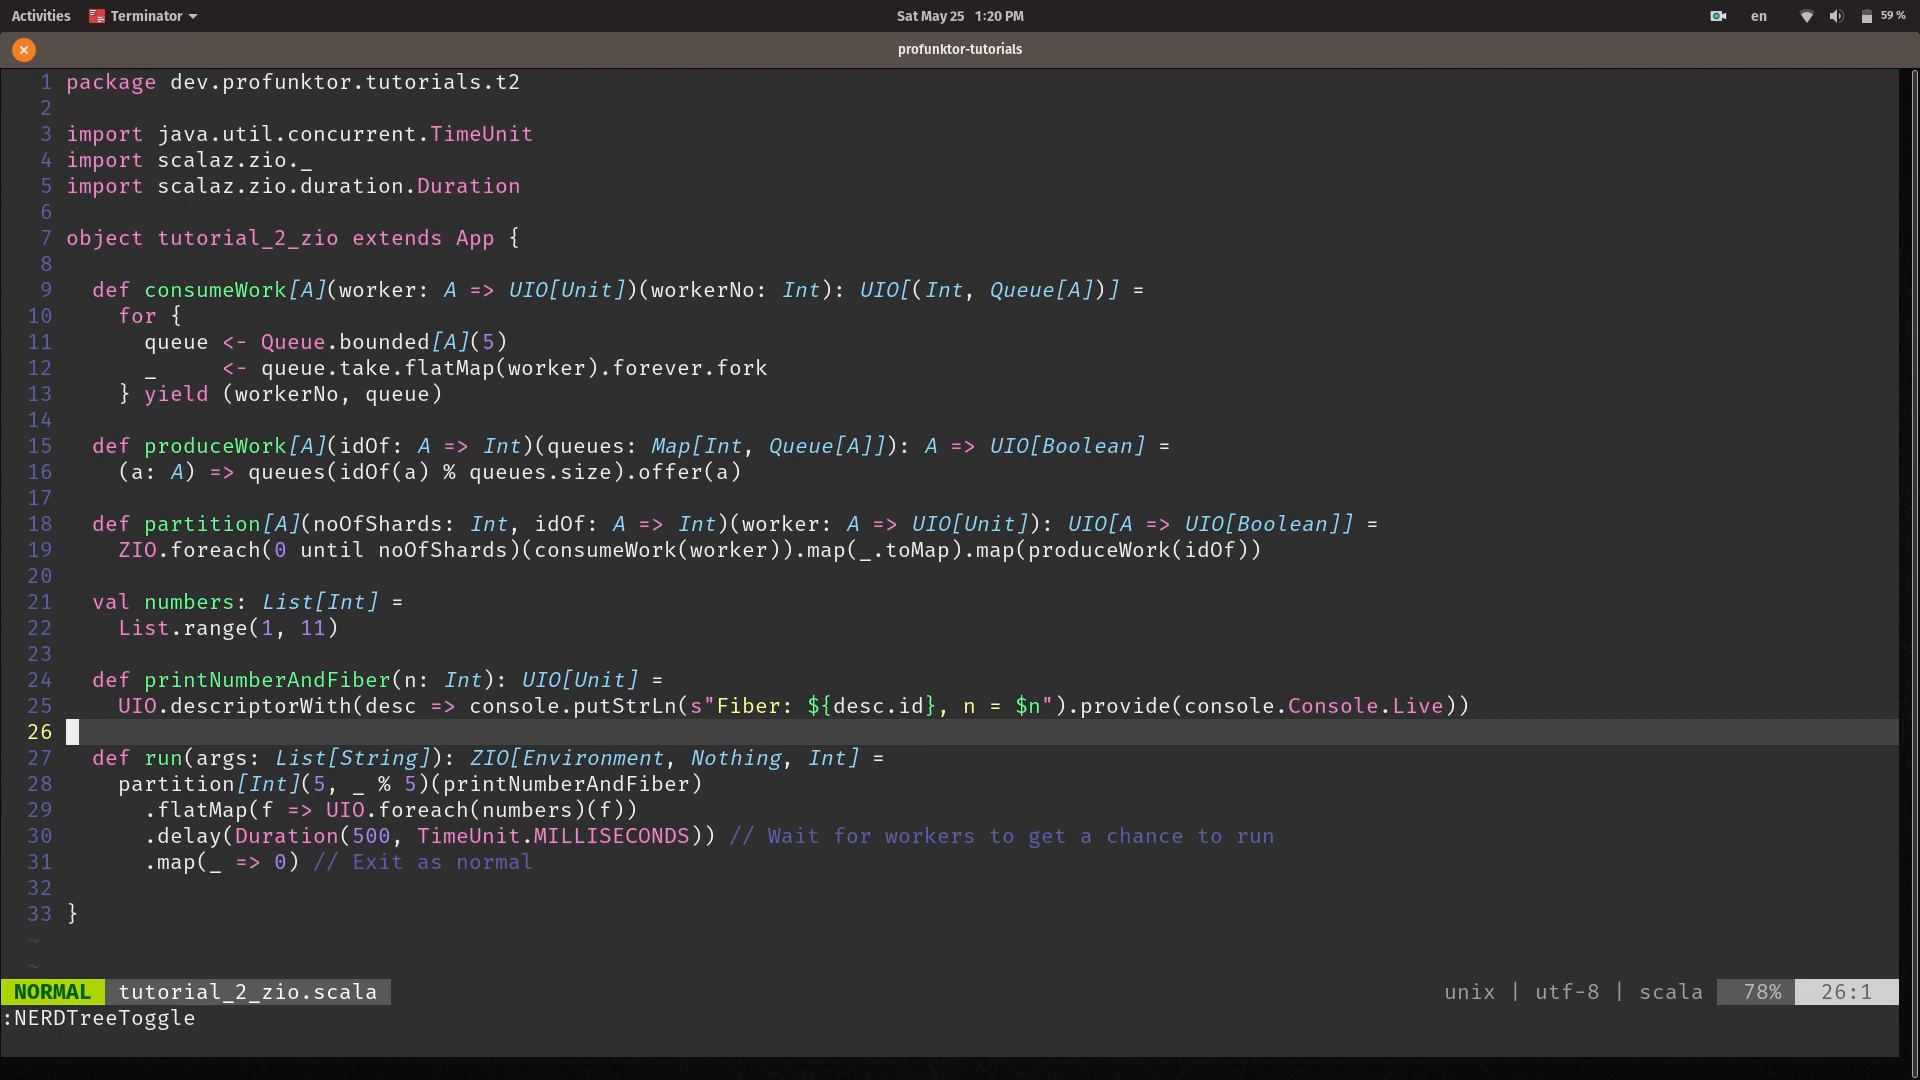 Activities Terminator Sat May 25 1:20 PM en 59 %
profunktor-tutorials
1 package dev.profunktor.tutorials.t2
2
3 import java.util.concurrent.TimeUnit
4 import scalaz.zio._
5 import scalaz.zio.duration.Duration
6
7 object tutorial_2_zio extends App {
8
9   def consumeWork[A](worker: A => UIO[Unit])(workerNo: Int): UIO[(Int, Queue[A])] =
10     for {
11       queue <- Queue.bounded[A](5)
12       _     <- queue.take.flatMap(worker).forever.fork
13     } yield (workerNo, queue)
14
15   def produceWork[A](idOf: A => Int)(queues: Map[Int, Queue[A]]): A => UIO[Boolean] =
16     (a: A) => queues(idOf(a) % queues.size).offer(a)
17
18   def partition[A](noOfShards: Int, idOf: A => Int)(worker: A => UIO[Unit]): UIO[A => UIO[Boolean]] =
19     ZIO.foreach(0 until noOfShards)(consumeWork(worker)).map(_.toMap).map(produceWork(idOf))
20
21   val numbers: List[Int] =
22     List.range(1, 11)
23
24   def printNumberAndFiber(n: Int): UIO[Unit] =
25     UIO.descriptorWith(desc => console.putStrLn(s"Fiber: ${desc.id}, n = $n").provide(console.Console.Live))
26
27   def run(args: List[String]): ZIO[Environment, Nothing, Int] =
28     partition[Int](5, _ % 5)(printNumberAndFiber)
29       .flatMap(f => UIO.foreach(numbers)(f))
30       .delay(Duration(500, TimeUnit.MILLISECONDS)) // Wait for workers to get a chance to run
31       .map(_ => 0) // Exit as normal
32
33 }
~
~
NORMAL tutorial_2_zio.scala unix | utf-8 | scala 78% 26:1
:NERDTreeToggle